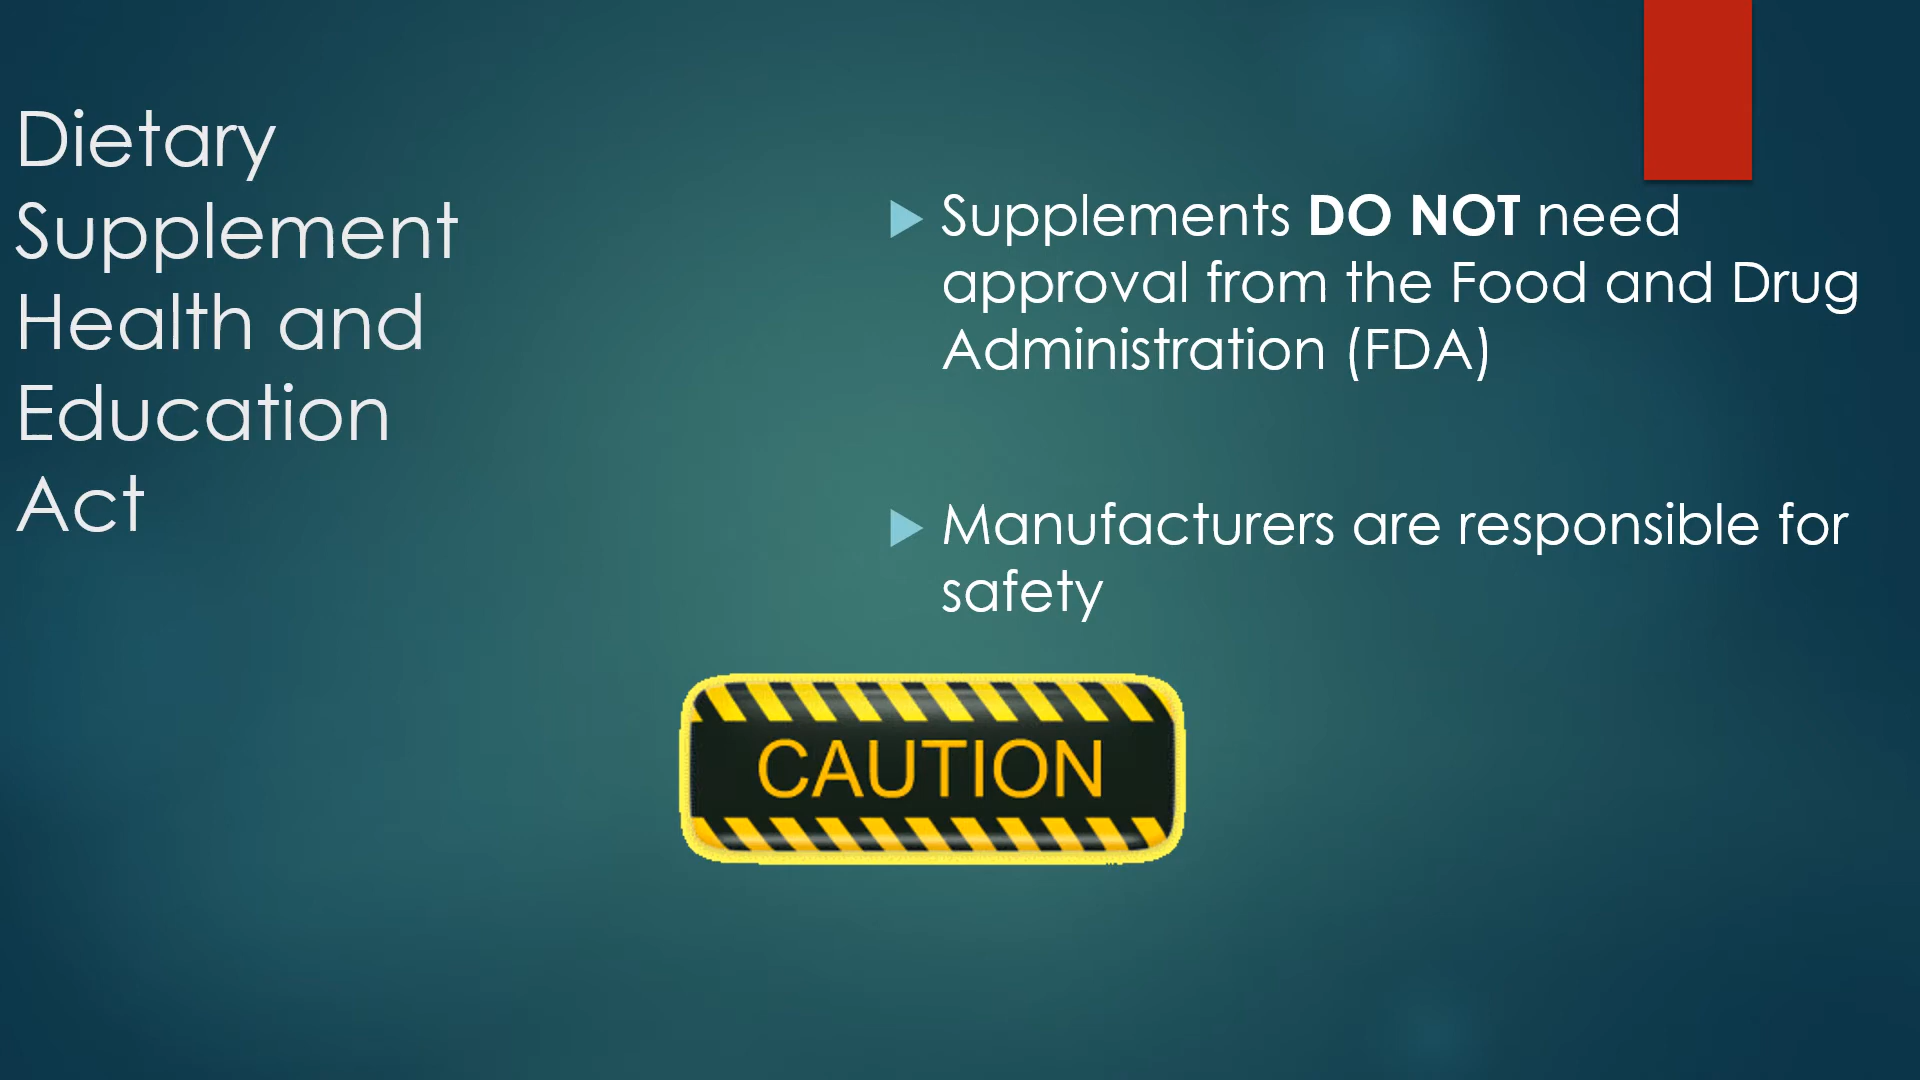 Dietary
Supplement
Health and
Education
Act
Supplements DO NOT need
approval from the Food and Drug
Administration (FDA)
Manufacturers are responsible for
safety
CAUTION